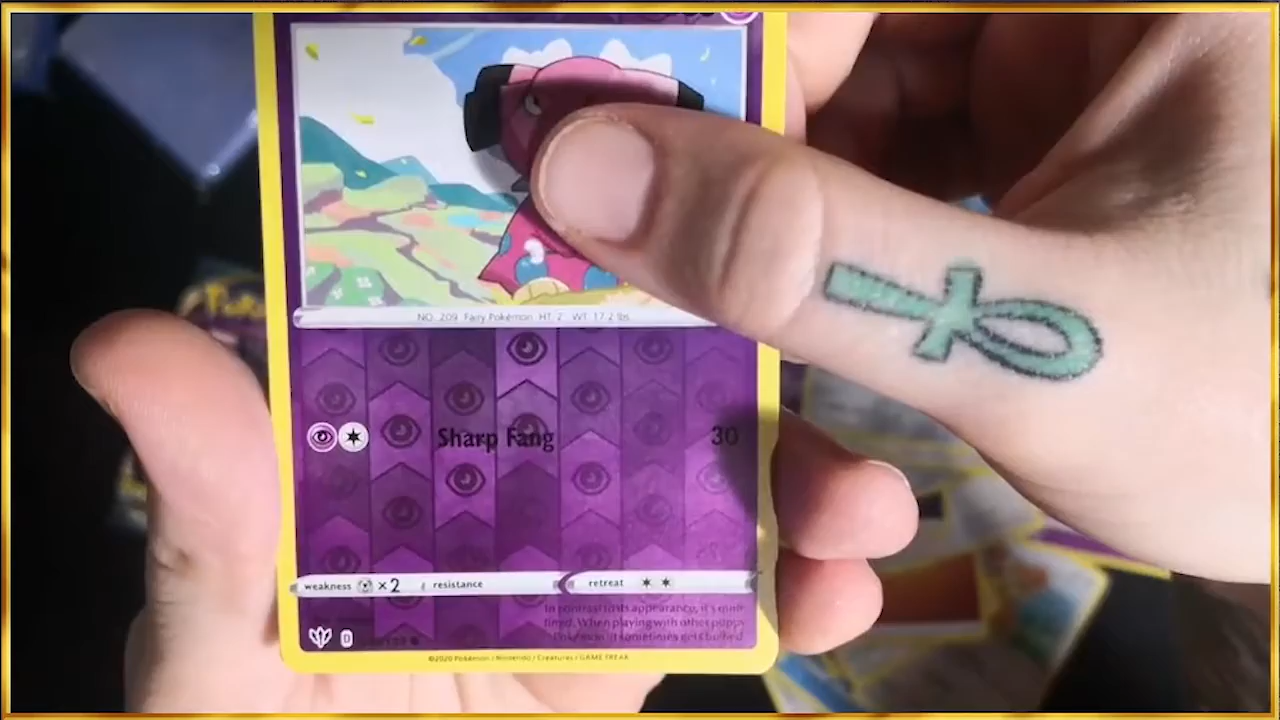 NO. 209 Fairy Pokémon HT: 2' WT: 17.2 lbs
Sharp Fang 30
weakness ×2 resistance retreat
In contrast to its appearance, it's quite
timid. When playing with other puppy
Pokémon, it sometimes gets bullied.
D
©2020 Pokémon / Nintendo / Creatures / GAME FREAK